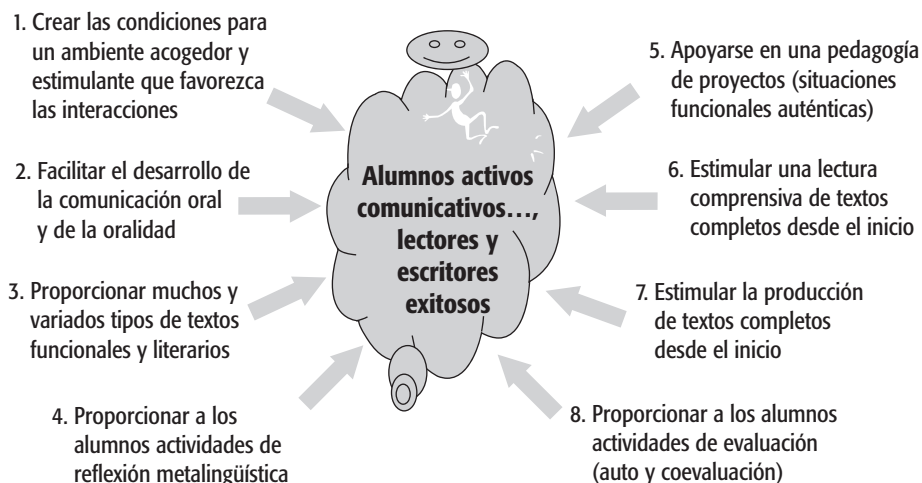 1. Crear las condiciones para
un ambiente acogedor y
estimulante que favorezca
las interacciones
2. Facilitar el desarrollo de
la comunicación oral
y de la oralidad
3. Proporcionar muchos y
variados tipos de textos
funcionales y literarios
4. Proporcionar a los
alumnos actividades de
reflexión metalingüística
Alumnos activos
comunicativos...,
lectores y
escritores
exitosos
5. Apoyarse en una pedagogía
de proyectos (situaciones
funcionales auténticas)
6. Estimular una lectura
comprensiva de textos
completos desde el inicio
7. Estimular la producción
de textos completos
desde el inicio
8. Proporcionar a los alumnos
actividades de evaluación
(auto y coevaluación)